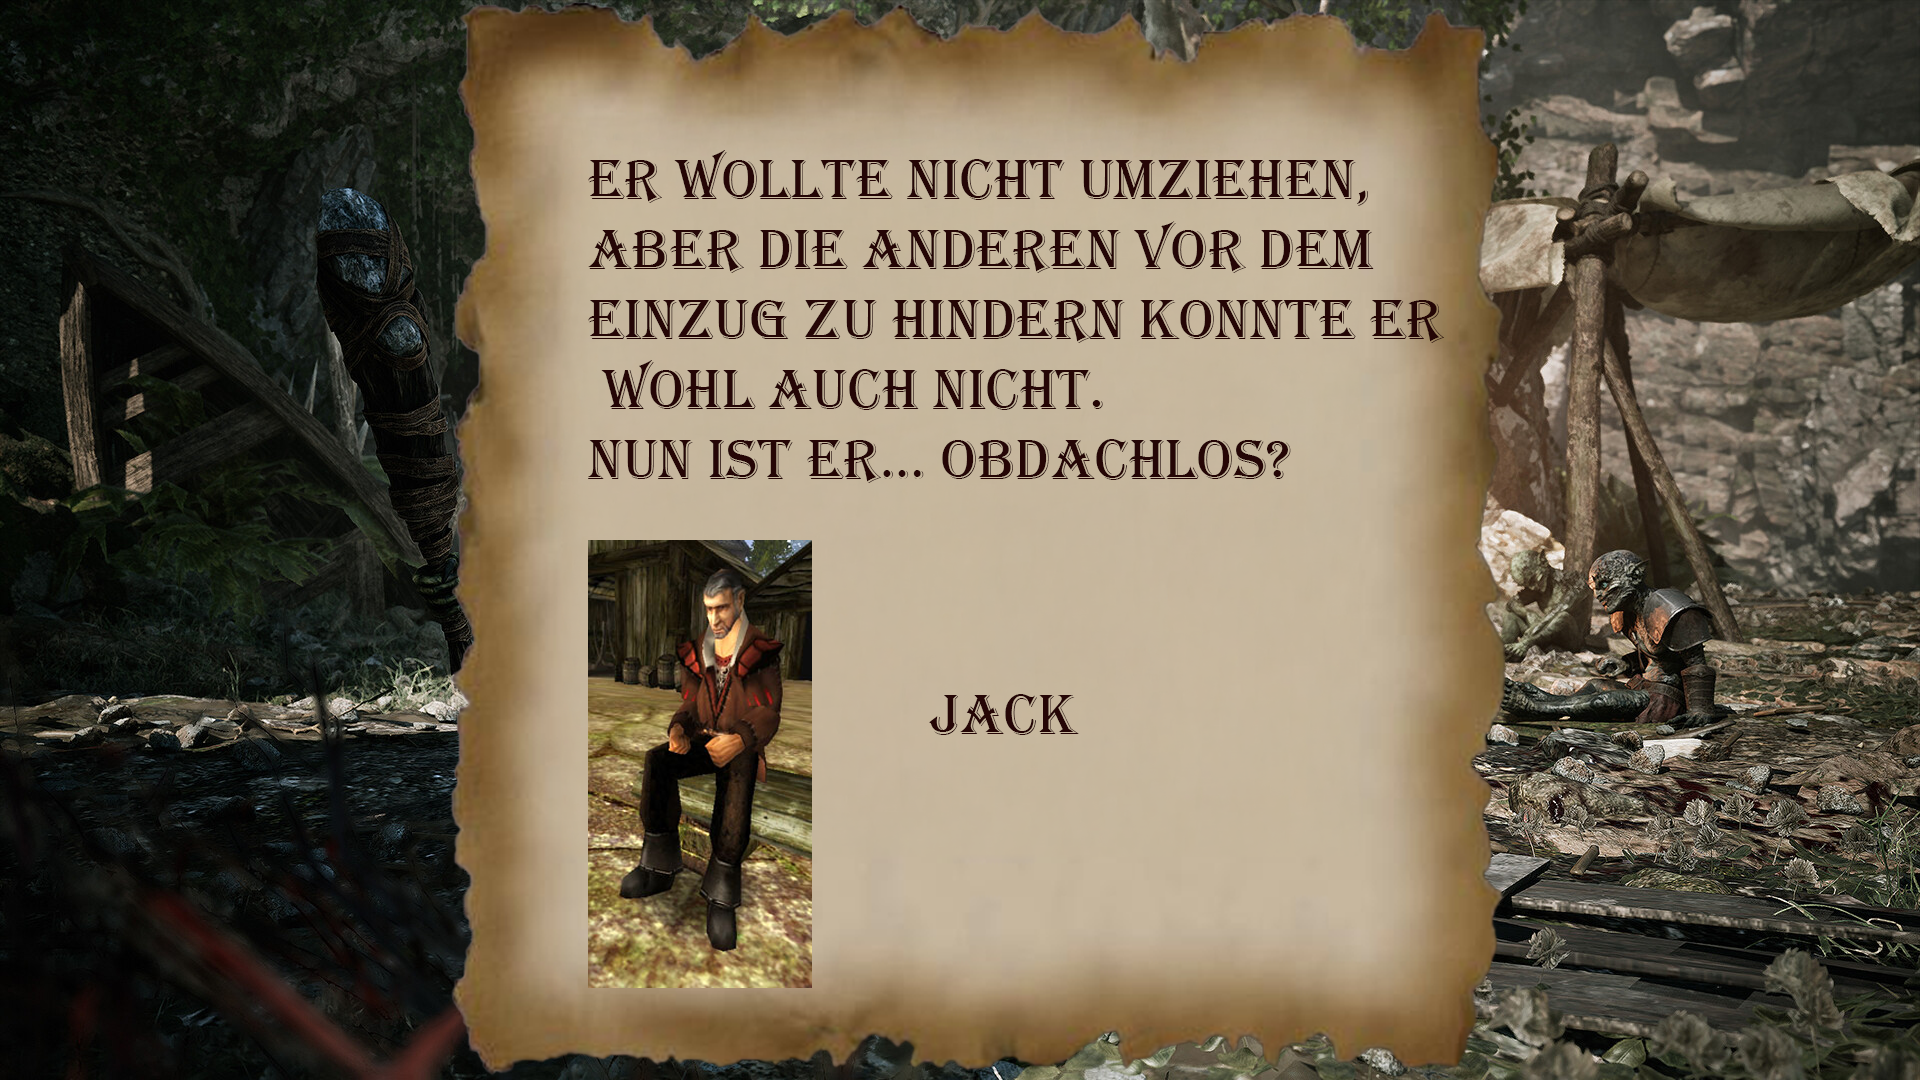 ER WOLLTE NICHT UMZIEHEN,
ABER DIE ANDEREN VOR DEM
EINZUG ZU HINDERN KONNTE ER
WOHL AUCH NICHT.
NUN IST ER... OBDACHLOS?
JACK